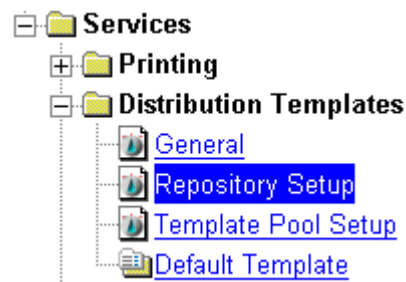 Services
Printing
Distribution Templates
General
Repository Setup
Template Pool Setup
Default Template